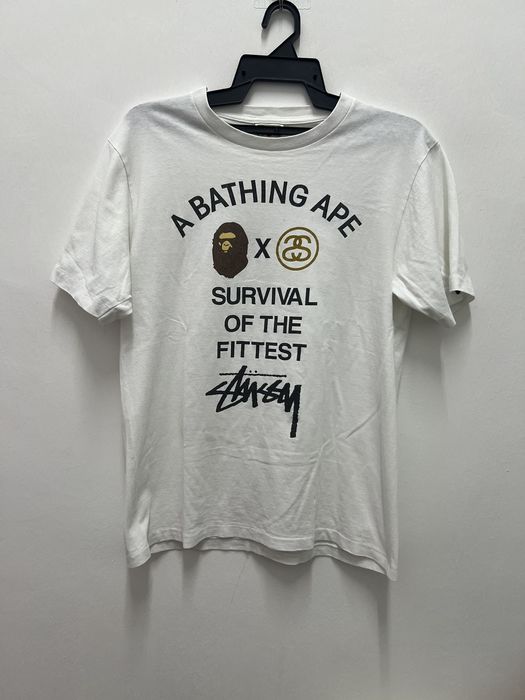 A BATHING APE
X
SURVIVAL
OF THE
FITTEST
Stüssy